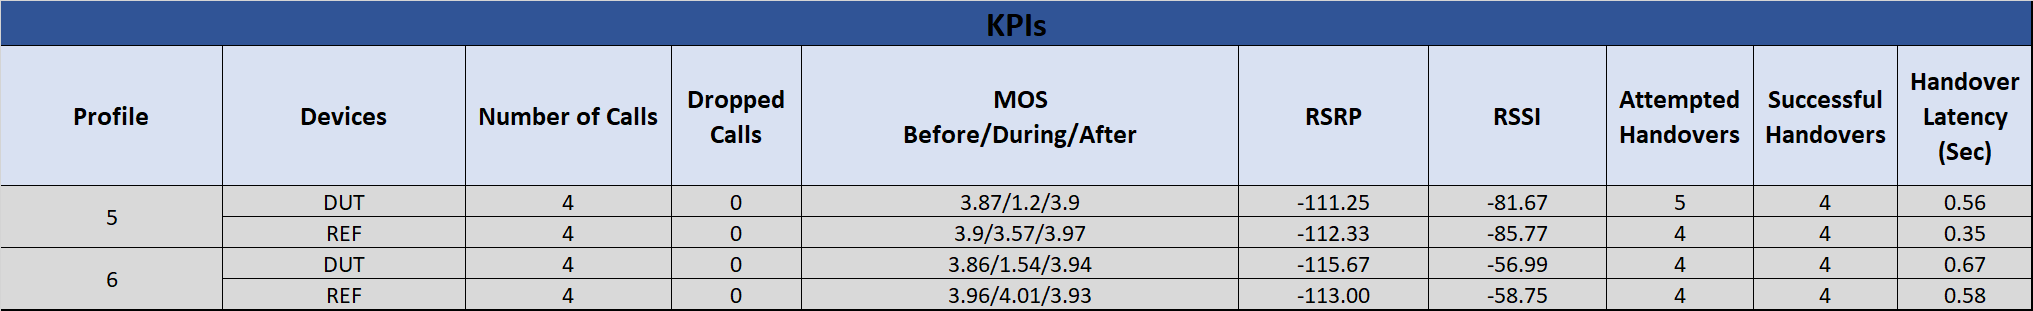 KPIs
Profile Devices Number of Calls Dropped Calls MOS Before/During/After RSRP RSSI Attempted Handovers Successful Handovers Handover Latency (Sec)
5 DUT 4 0 3.87/1.2/3.9 -111.25 -81.67 5 4 0.56
REF 4 0 3.9/3.57/3.97 -112.33 -85.77 4 4 0.35
6 DUT 4 0 3.86/1.54/3.94 -115.67 -56.99 4 4 0.67
REF 4 0 3.96/4.01/3.93 -113.00 -58.75 4 4 0.58